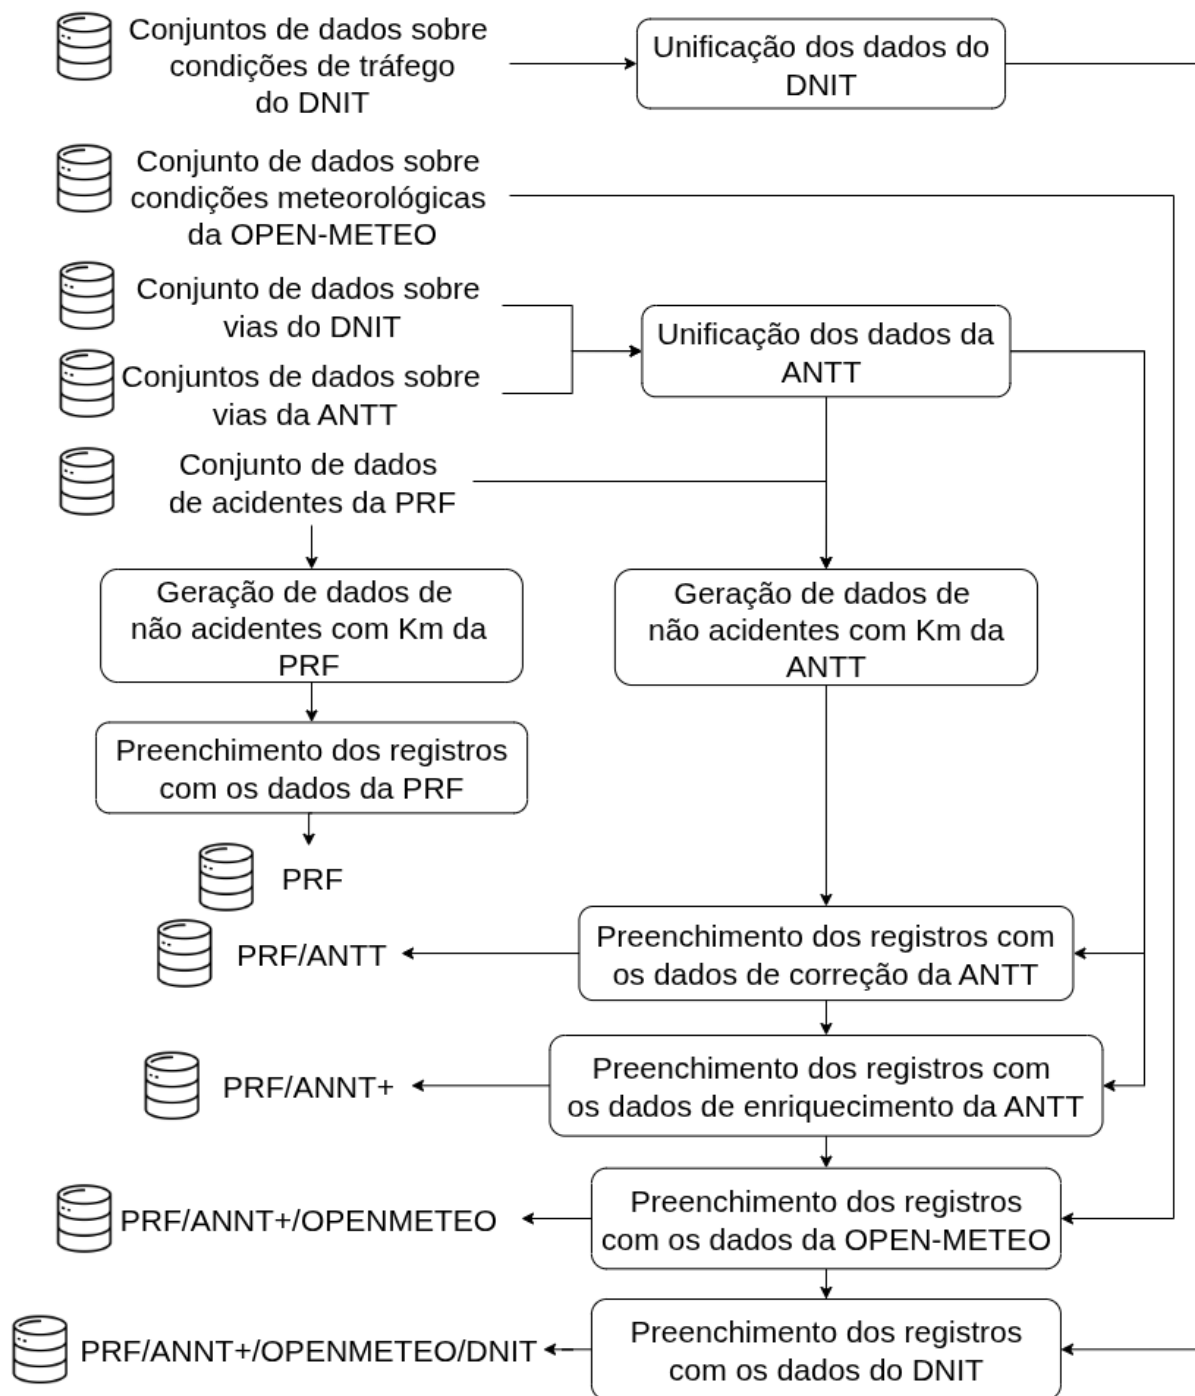 Conjuntos de dados sobre
condições de tráfego
do DNIT
Unificação dos dados do
DNIT
Conjunto de dados sobre
condições meteorológicas
da OPEN-METEO
Conjunto de dados sobre
vias do DNIT
Conjuntos de dados sobre
vias da ANTT
Unificação dos dados da
ANTT
Conjunto de dados
de acidentes da PRF
Geração de dados de
não acidentes com Km da
PRF
Geração de dados de
não acidentes com Km da
ANTT
Preenchimento dos registros
com os dados da PRF
PRF
PRF/ANTT
Preenchimento dos registros com
os dados de correção da ANTT
PRF/ANNT+
Preenchimento dos registros com
os dados de enriquecimento da ANTT
PRF/ANNT+/OPENMETEO
Preenchimento dos registros
com os dados da OPEN-METEO
PRF/ANNT+/OPENMETEO/DNIT
Preenchimento dos registros
com os dados do DNIT